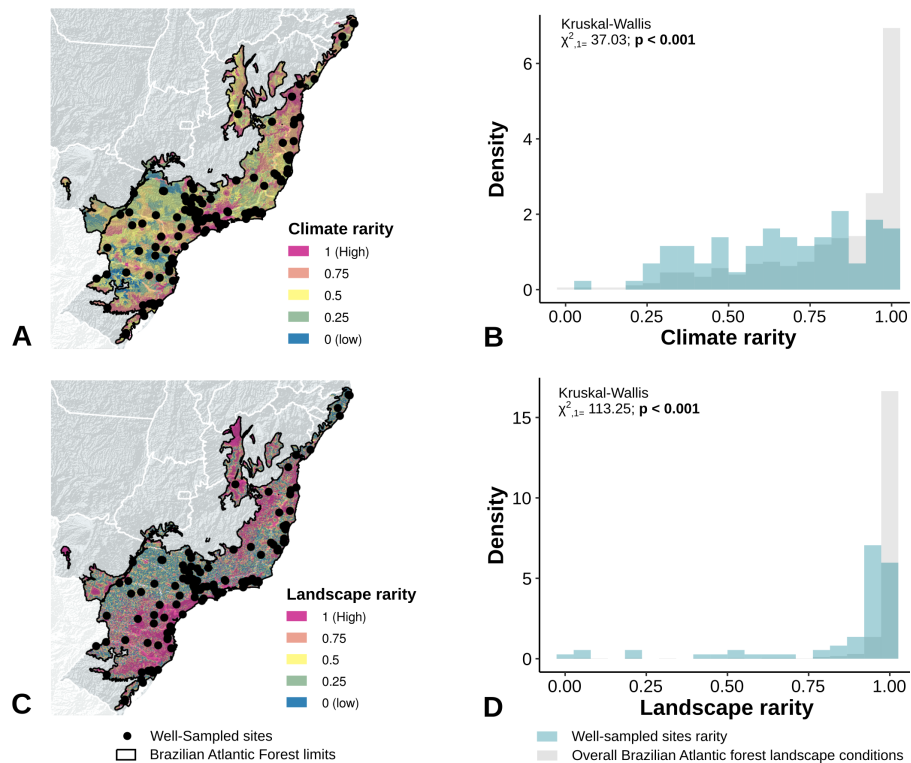 A
Climate rarity
1 (High)
0.75
0.5
0.25
0 (low)
B
Kruskal-Wallis
χ²,₁₌ 37.03; p < 0.001
Density
6
4
2
0
0.00 0.25 0.50 0.75 1.00
Climate rarity
C
Landscape rarity
1 (High)
0.75
0.5
0.25
0 (low)
Well-Sampled sites
Brazilian Atlantic Forest limits
D
Kruskal-Wallis
χ²,₁₌ 113.25; p < 0.001
Density
15
10
5
0
0.00 0.25 0.50 0.75 1.00
Landscape rarity
Well-sampled sites rarity
Overall Brazilian Atlantic forest landscape conditions